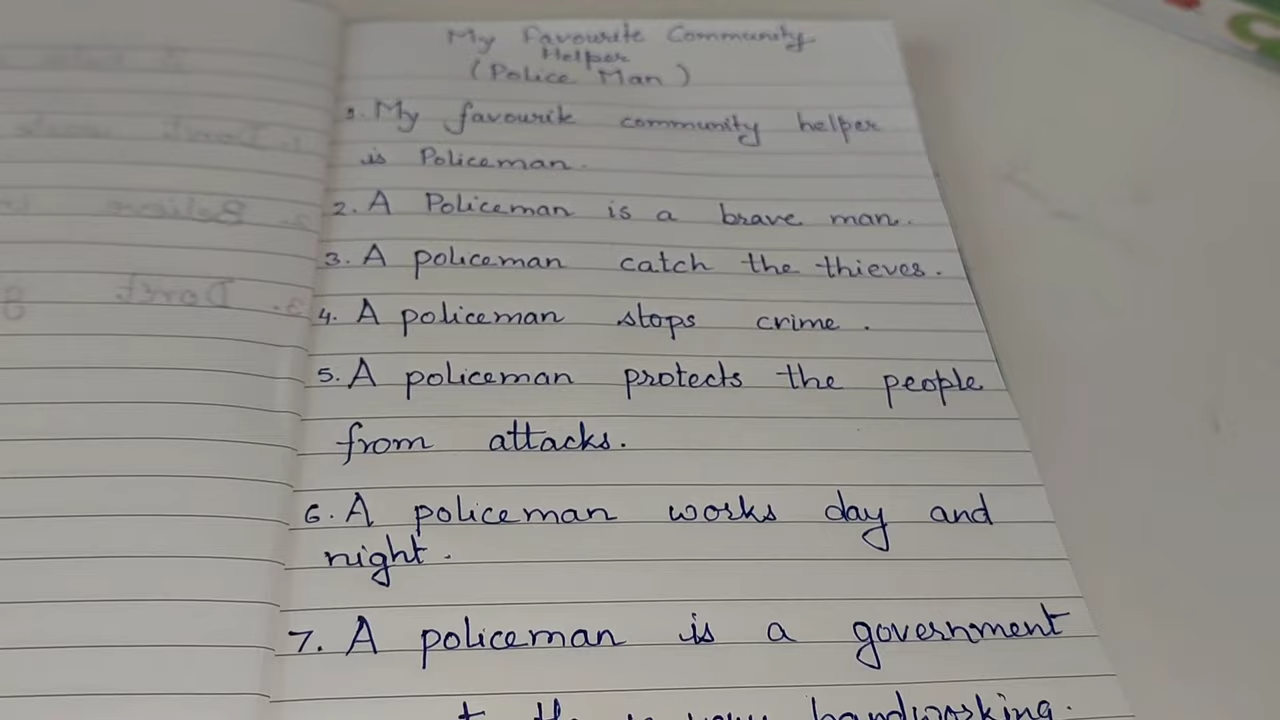 My Favourite Community
Helper
(Police Man)
1. My favourite community helper
is Policeman.
2. A Policeman is a brave man.
3. A policeman catch the thieves.
4. A policeman stops crime.
5. A policeman protects the people
from attacks.
6. A policeman works day and
night.
7. A policeman is a government
hardworking.